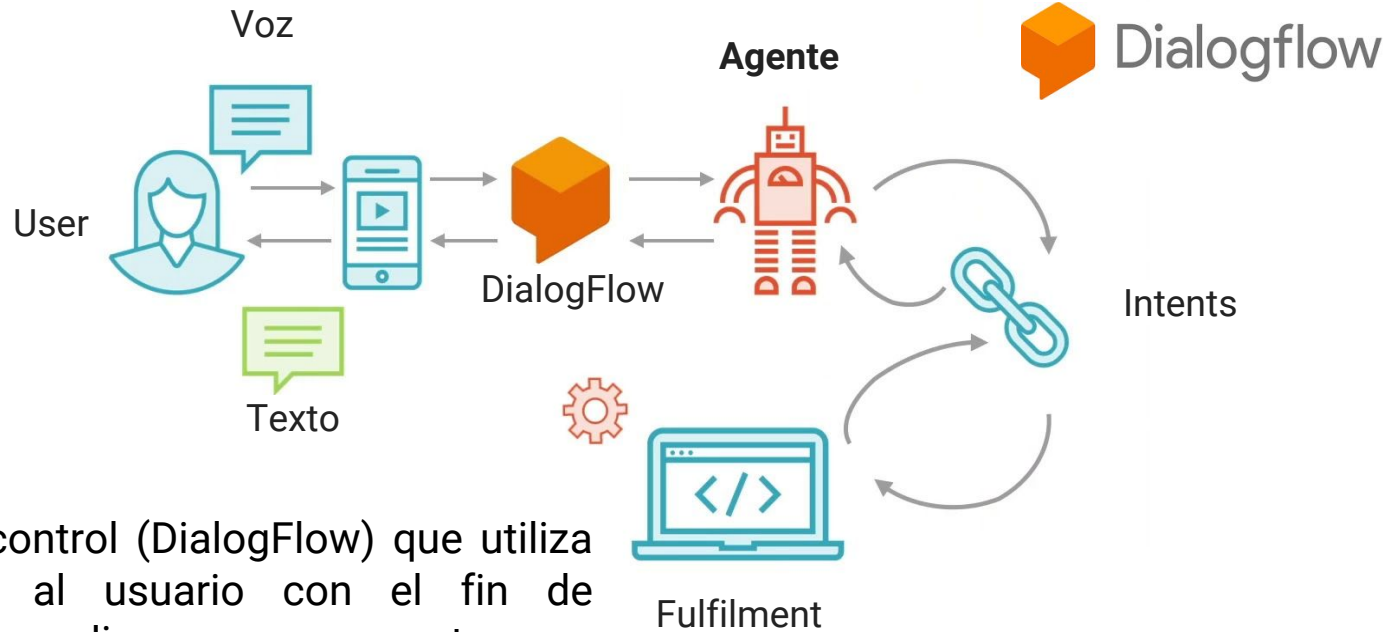 Voz
Agente
Dialogflow
User
DialogFlow
Intents
Texto
</>
control (DialogFlow) que utiliza
al usuario con el fin de
Fulfilment